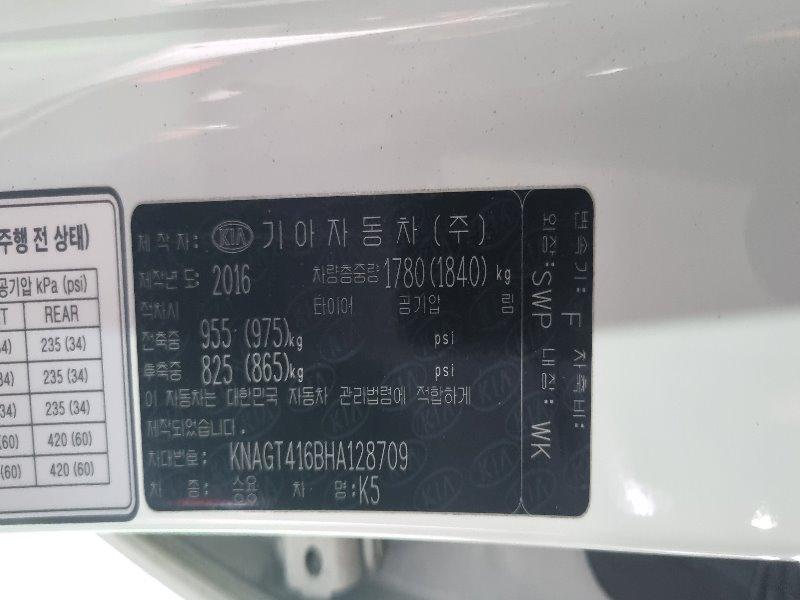 주행 전 상태)
공기압 kPa (psi)
T REAR
34) 235 (34)
34) 235 (34)
34) 235 (34)
(60) 420 (60)
(60) 420 (60)
제작자: KIA 기아자동차(주)
제작년도: 2016 차량총중량 1780(1840) kg
적차시 타이어 공기압 림
전축중 955 (975)kg psi
후축중 825 (865)kg psi
이 자동차는 대한민국 자동차 관리법령에 적합하게
제작되었습니다.
차대번호: KNAGT416BHA128709
차 종: 승용 차 명: K5
변속기: F 차축비:
외장: SWP 내장: WK